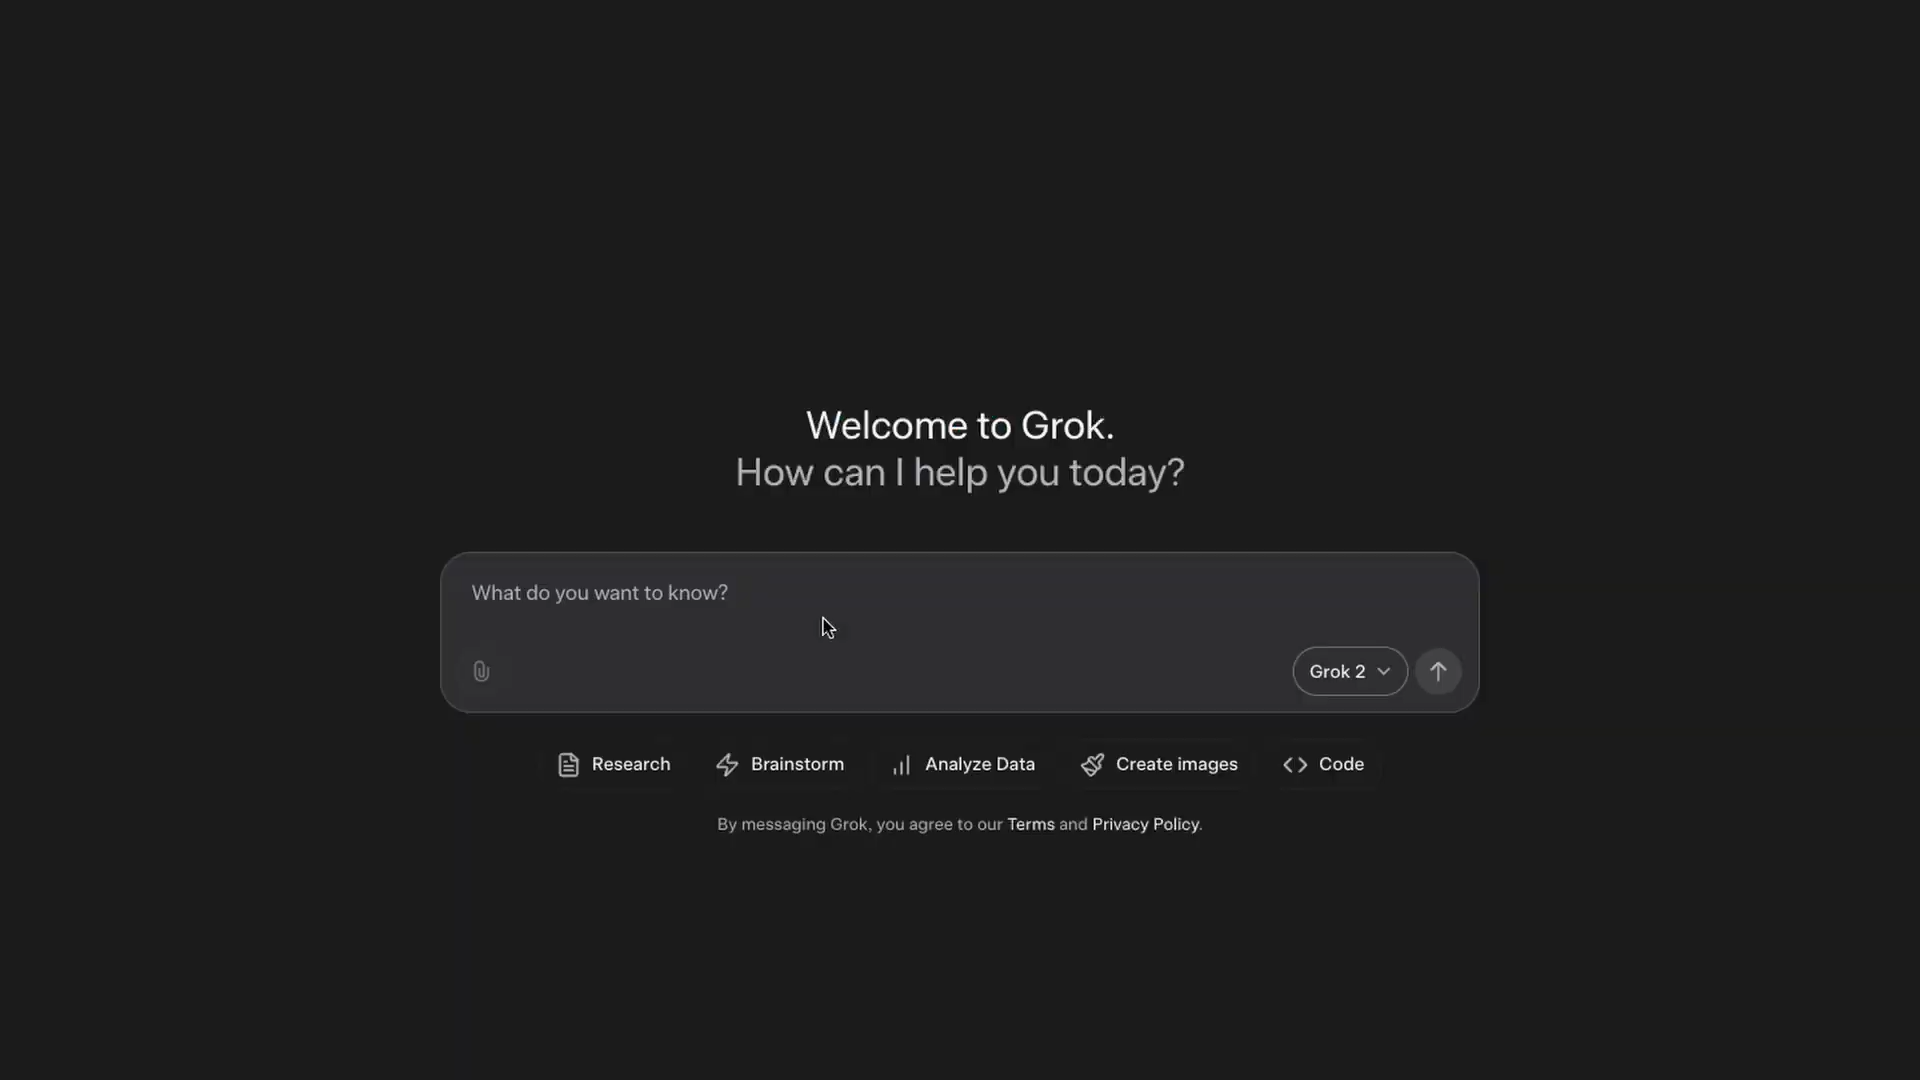 Welcome to Grok.
How can I help you today?
What do you want to know?
Grok 2
Research Brainstorm Analyze Data Create images Code
By messaging Grok, you agree to our Terms and Privacy Policy.